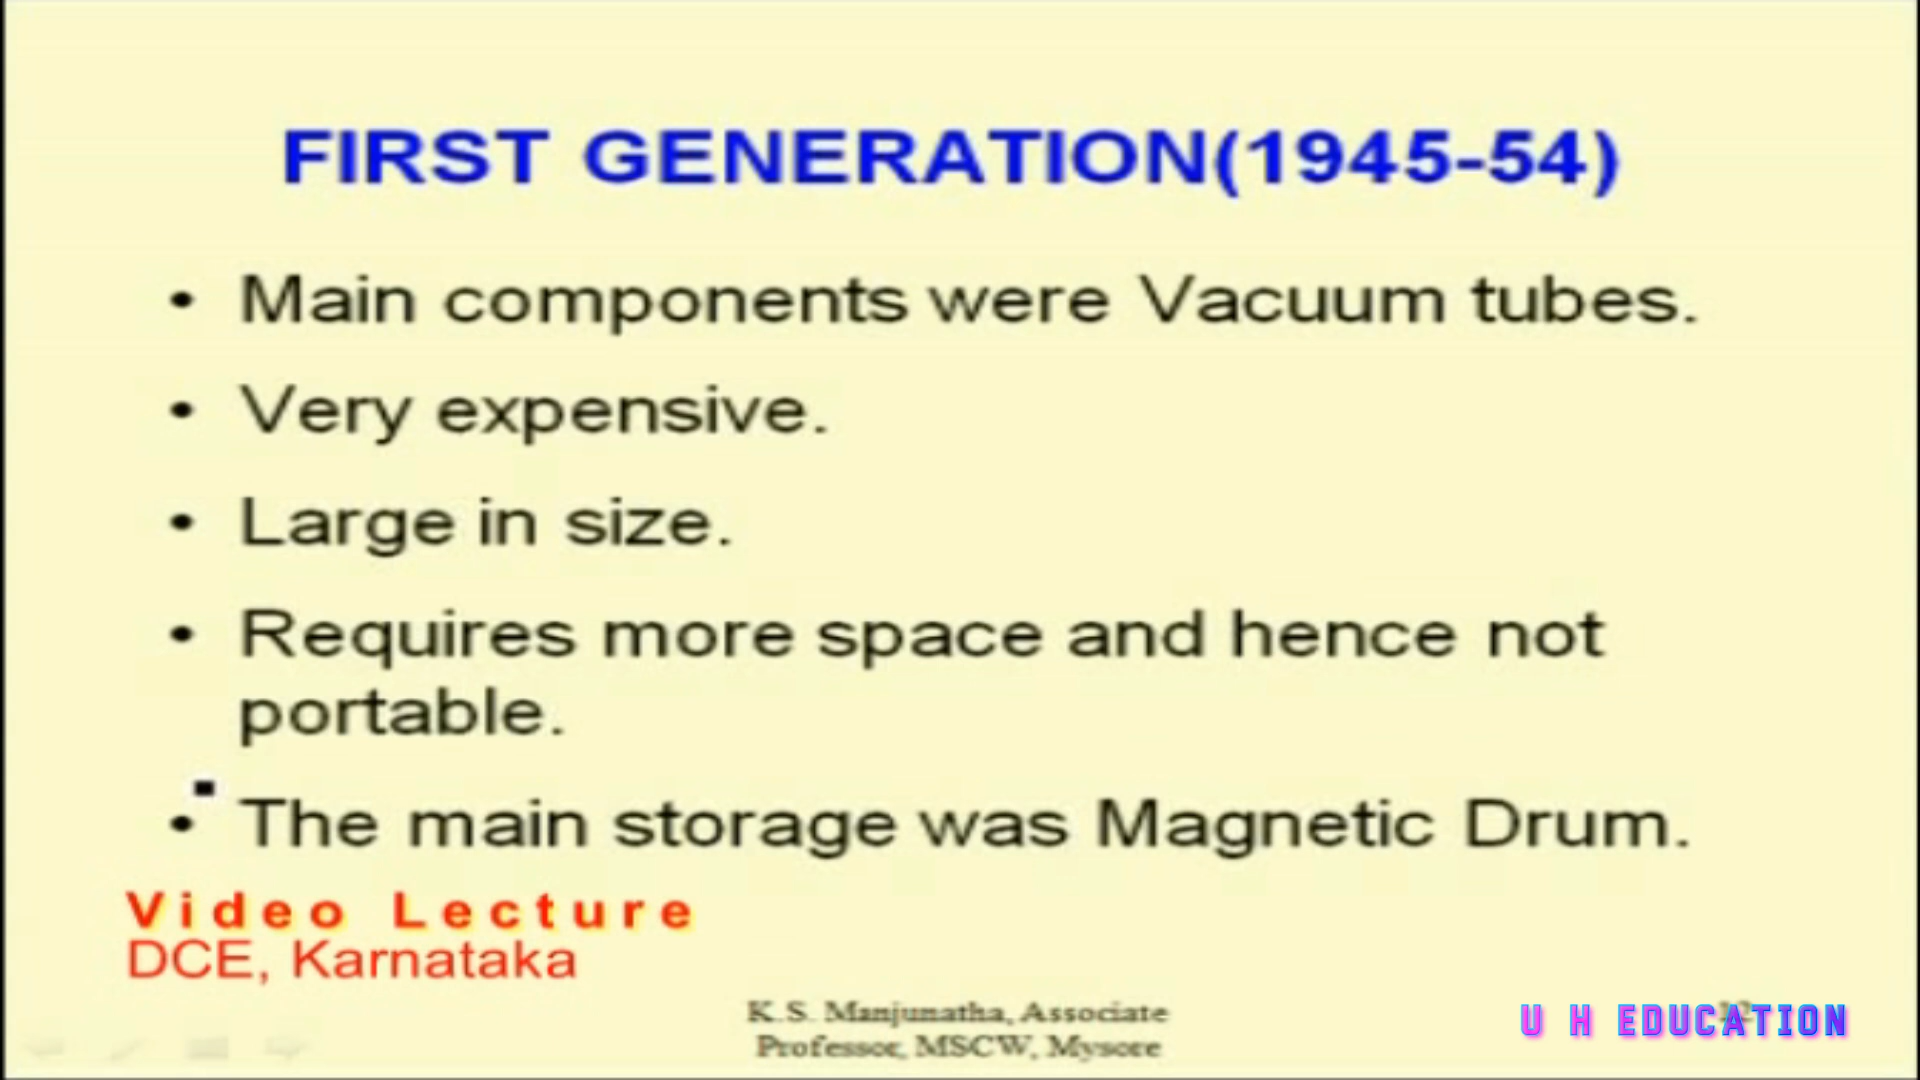 FIRST GENERATION(1945-54)
• Main components were Vacuum tubes.
• Very expensive.
• Large in size.
• Requires more space and hence not
portable.
• The main storage was Magnetic Drum.
Video Lecture
DCE, Karnataka
K.S. Manjunatha, Associate
Professor, MSCW, Mysore
12
U H EDUCATION